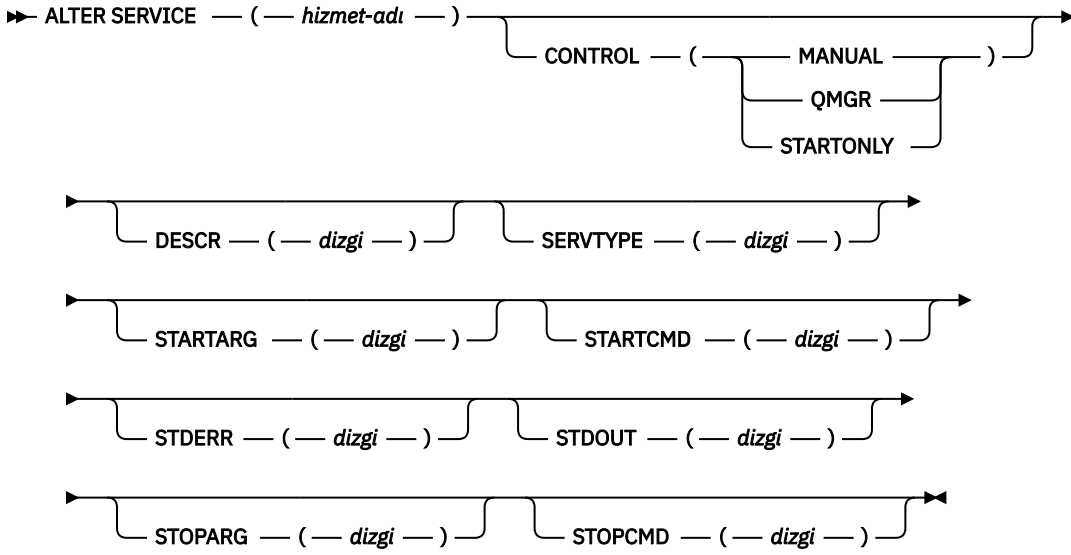 ALTER SERVICE ( hizmet-adı )
CONTROL ( MANUAL )
QMGR
STARTONLY
DESCR ( dizgi ) SERVTYPE ( dizgi )
STARTARG ( dizgi ) STARTCMD ( dizgi )
STDERR ( dizgi ) STDOUT ( dizgi )
STOPARG ( dizgi ) STOPCMD ( dizgi )